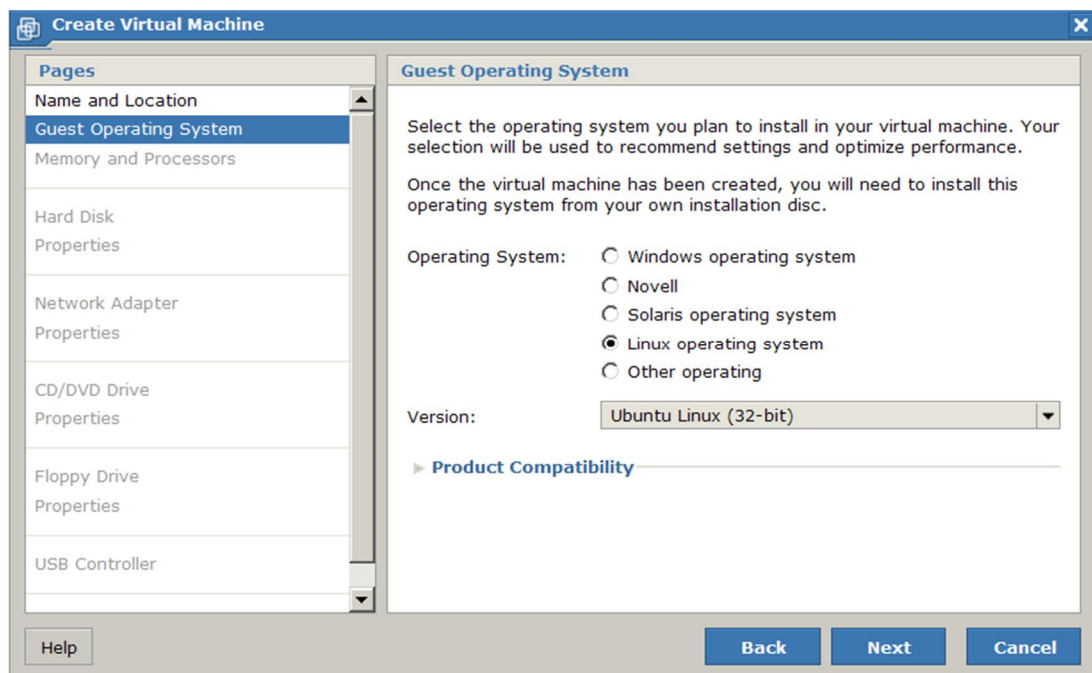 Create Virtual Machine
Pages
Name and Location
Guest Operating System
Memory and Processors
Hard Disk
Properties
Network Adapter
Properties
CD/DVD Drive
Properties
Floppy Drive
Properties
USB Controller
Guest Operating System
Select the operating system you plan to install in your virtual machine. Your
selection will be used to recommend settings and optimize performance.
Once the virtual machine has been created, you will need to install this
operating system from your own installation disc.
Operating System:
Windows operating system
Novell
Solaris operating system
Linux operating system
Other operating
Version:
Ubuntu Linux (32-bit)
Product Compatibility
Help
Back
Next
Cancel